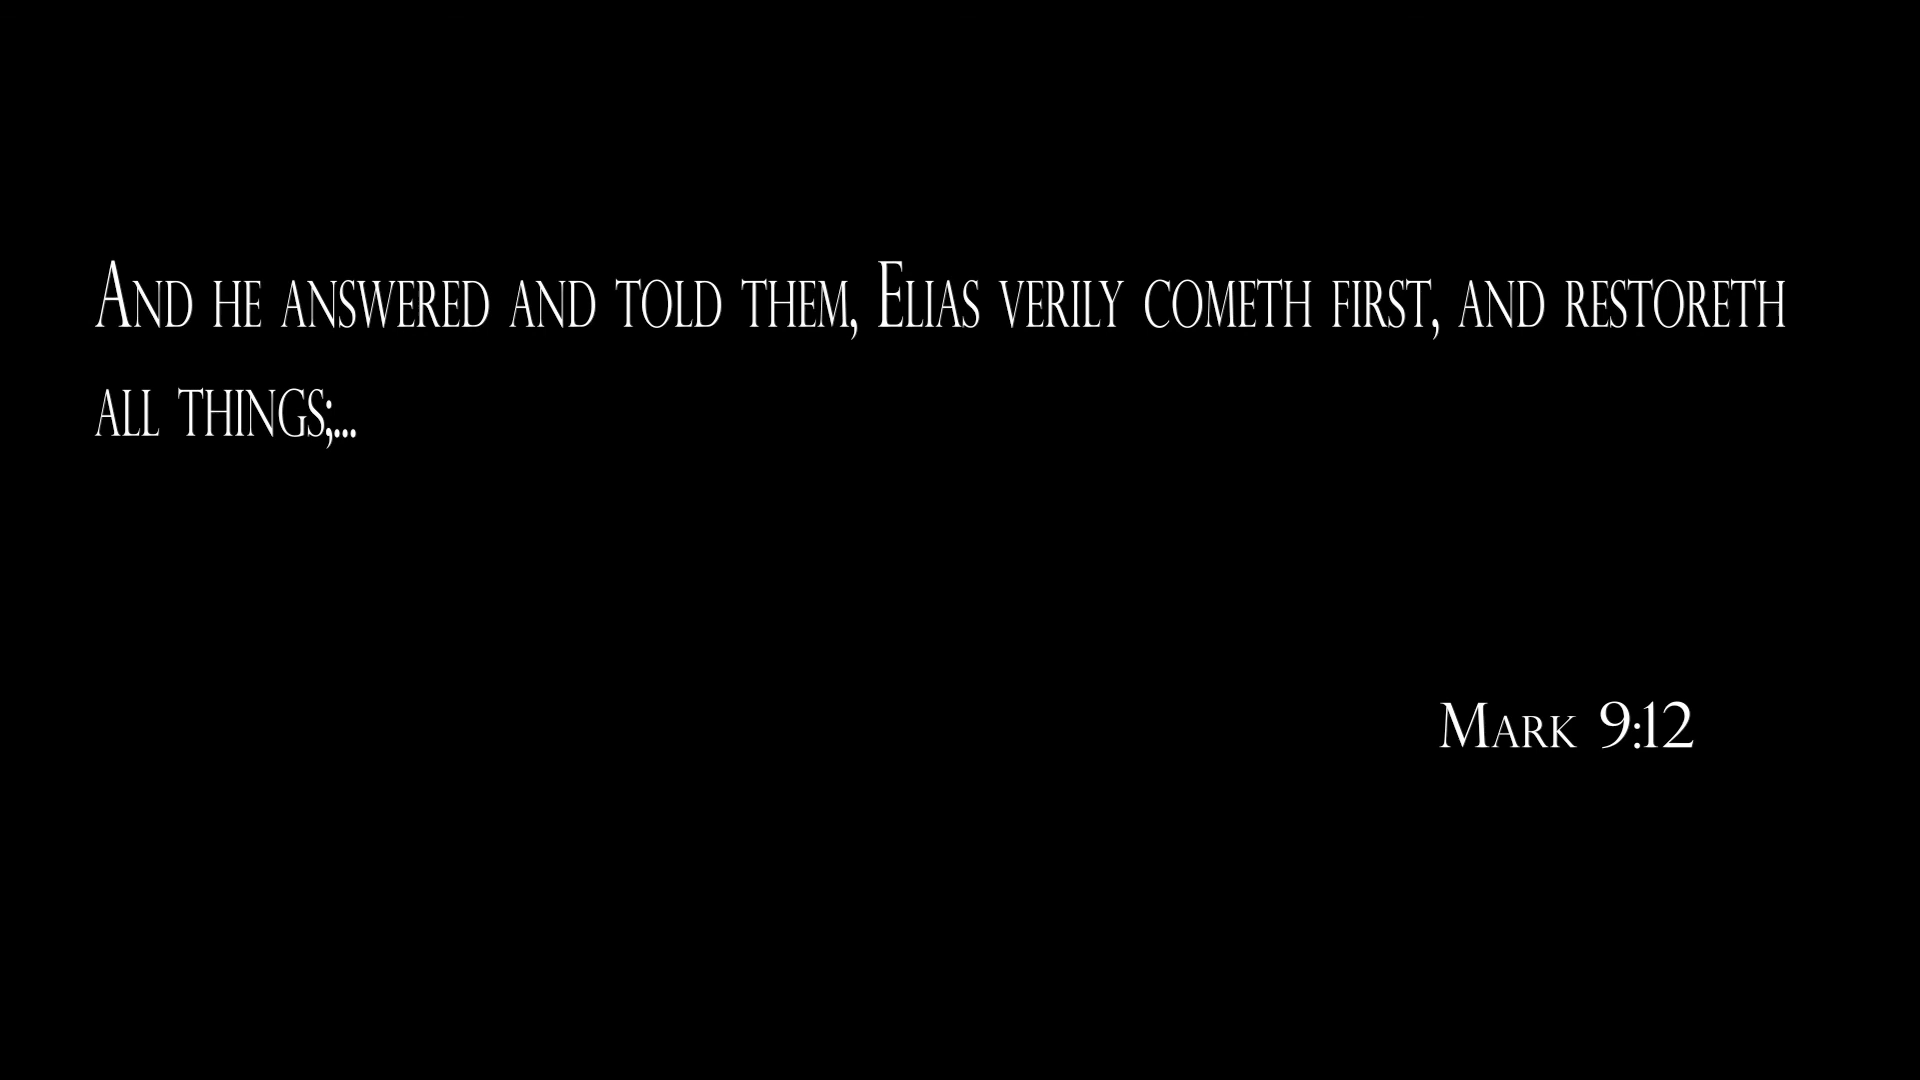 And he answered and told them, Elias verily cometh first, and restoreth
all things;...
Mark 9:12